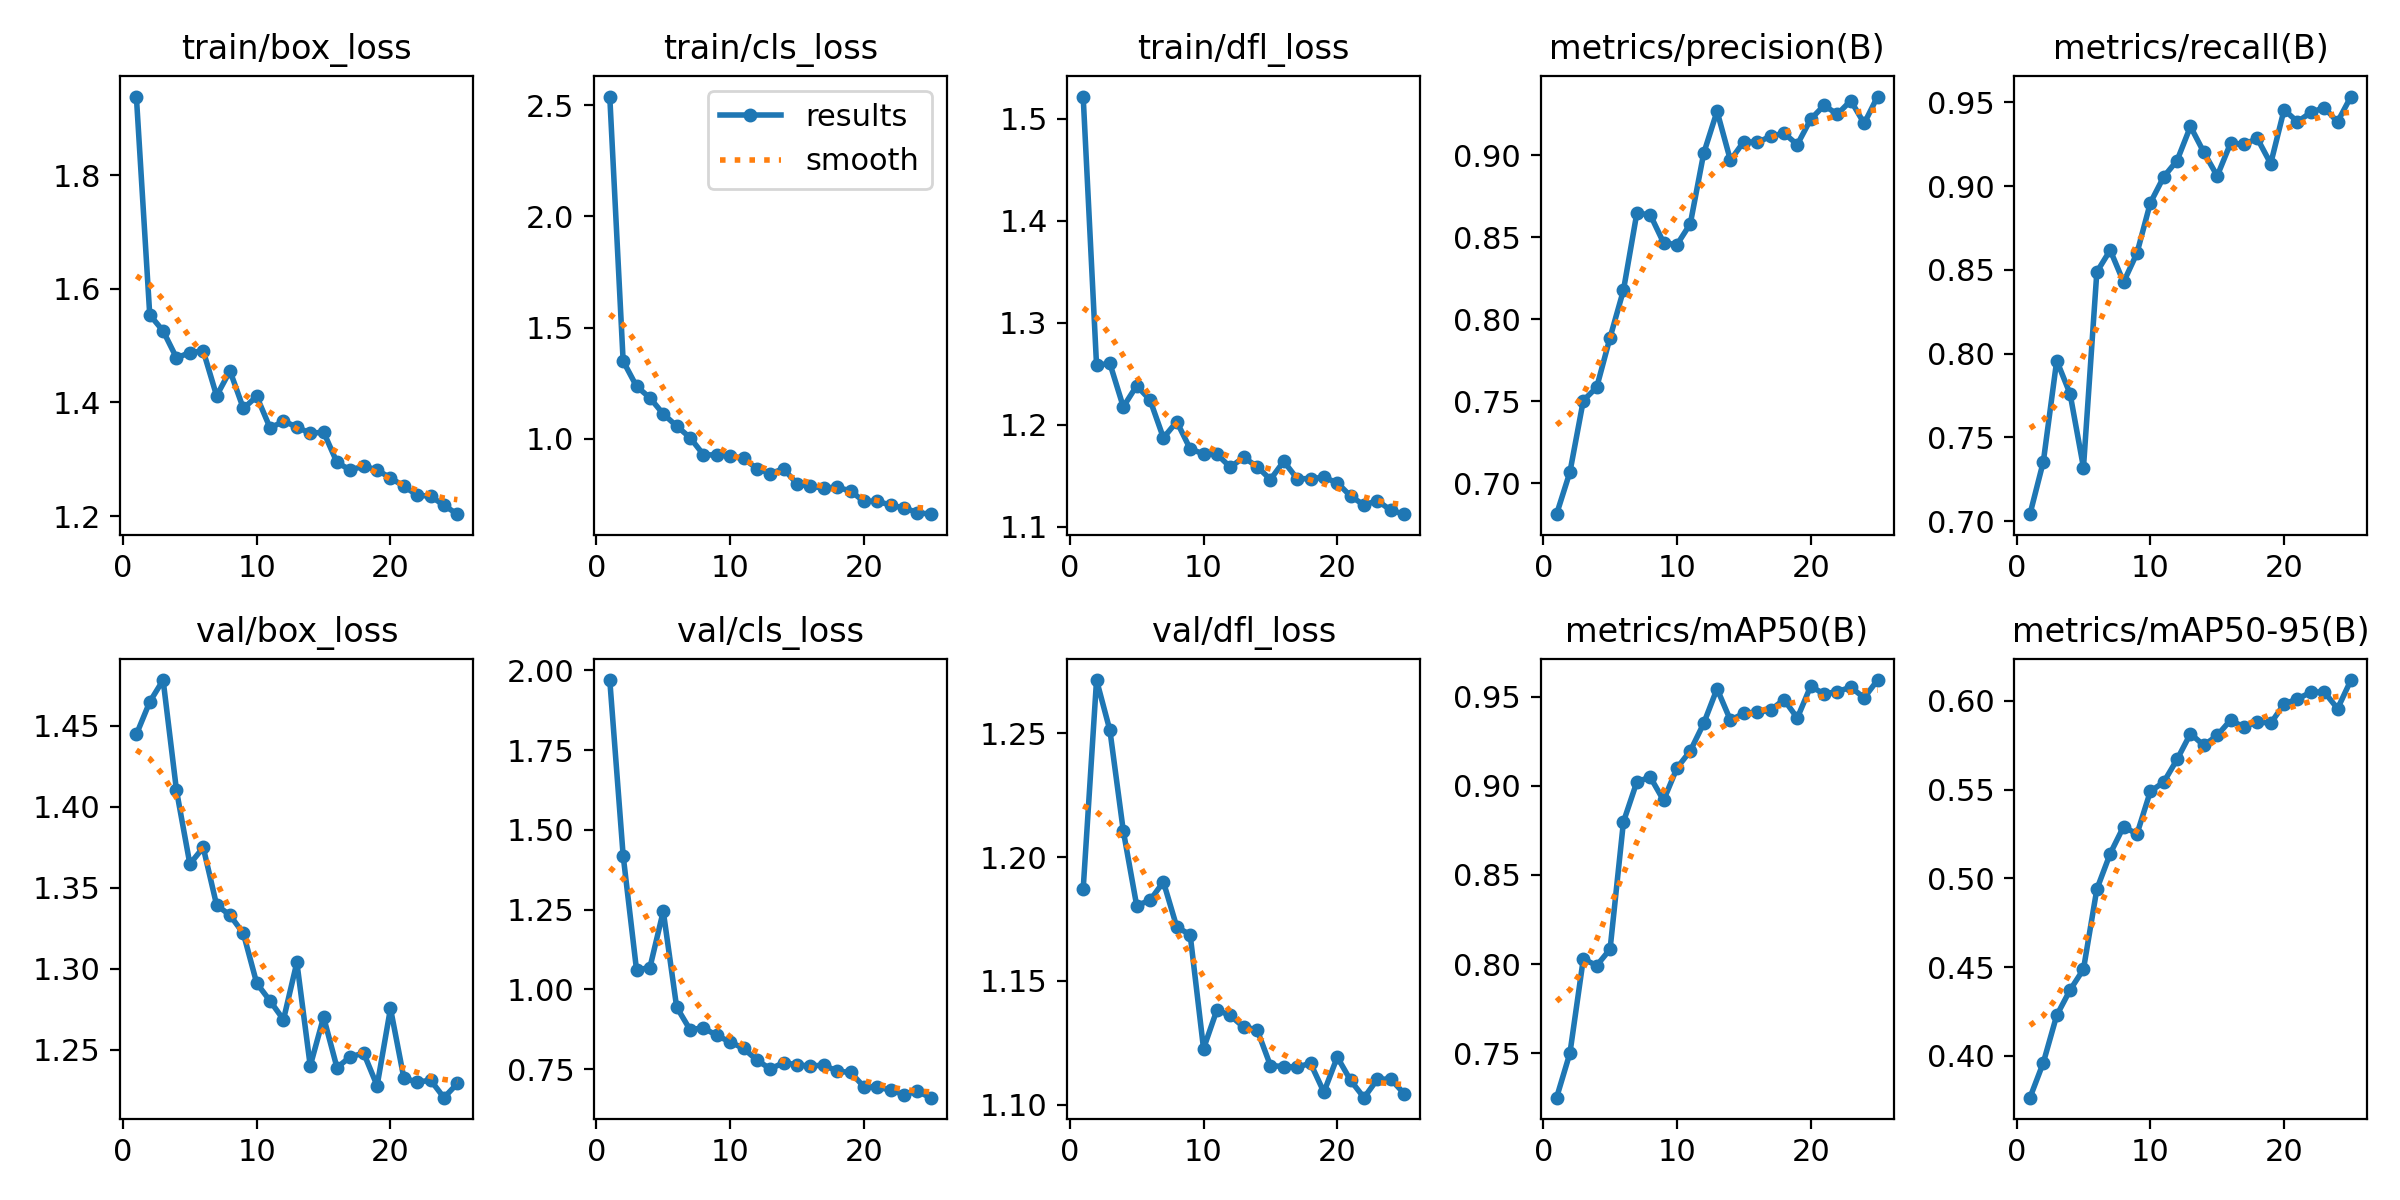 train/box_loss
1.8
1.6
1.4
1.2
0 10 20
train/cls_loss
results
smooth
2.5
2.0
1.5
1.0
0 10 20
train/dfl_loss
1.5
1.4
1.3
1.2
1.1
0 10 20
metrics/precision(B)
0.90
0.85
0.80
0.75
0.70
0 10 20
metrics/recall(B)
0.95
0.90
0.85
0.80
0.75
0.70
0 10 20
val/box_loss
1.45
1.40
1.35
1.30
1.25
0 10 20
val/cls_loss
2.00
1.75
1.50
1.25
1.00
0.75
0 10 20
val/dfl_loss
1.25
1.20
1.15
1.10
0 10 20
metrics/mAP50(B)
0.95
0.90
0.85
0.80
0.75
0 10 20
metrics/mAP50-95(B)
0.60
0.55
0.50
0.45
0.40
0 10 20